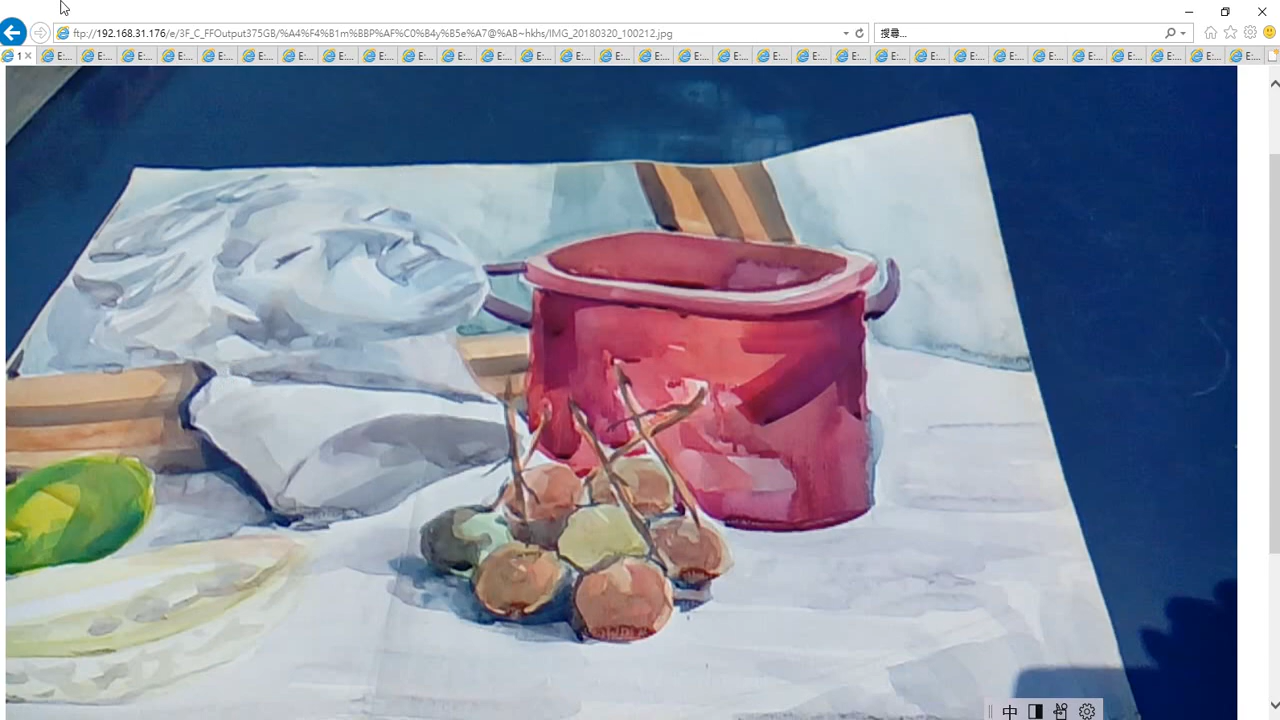 ftp://192.168.31.176/e/3F_C_FFOutput375GB/%A4%F4%B1m%BBP%AF%C0%B4y%B5e%A7@%AB~hkhs/IMG_20180320_100212.jpg
搜尋...
1 E:... E:... E:... E:... E:... E:... E:... E:... E:... E:... E:... E:... E:... E:... E:... E:... E:... E:... E:... E:... E:... E:... E:... E:... E:... E:... E:... E:... E:... E:... E:...
中